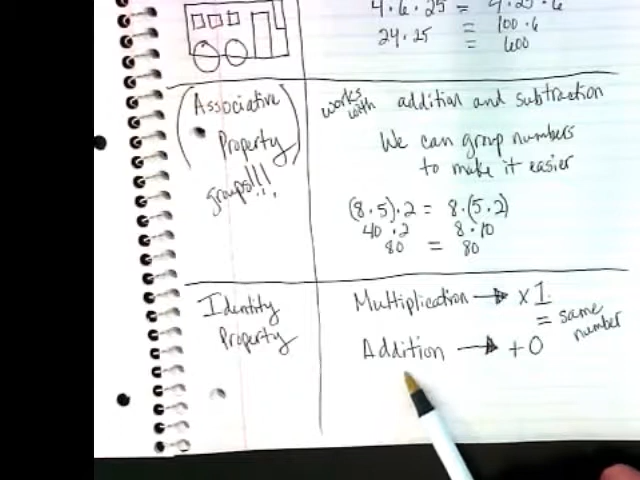 4 · 6 · 25 = 4 · 25 · 6
24 · 25 = 100 · 6
= 600
(Associative Property)
groups!!!
works with addition and subtraction
We can group numbers
to make it easier
(8 · 5) · 2 = 8 · (5 · 2)
40 · 2 8 · 10
80 = 80
Identity
Property
Multiplication → x 1
= same
number
Addition → + 0